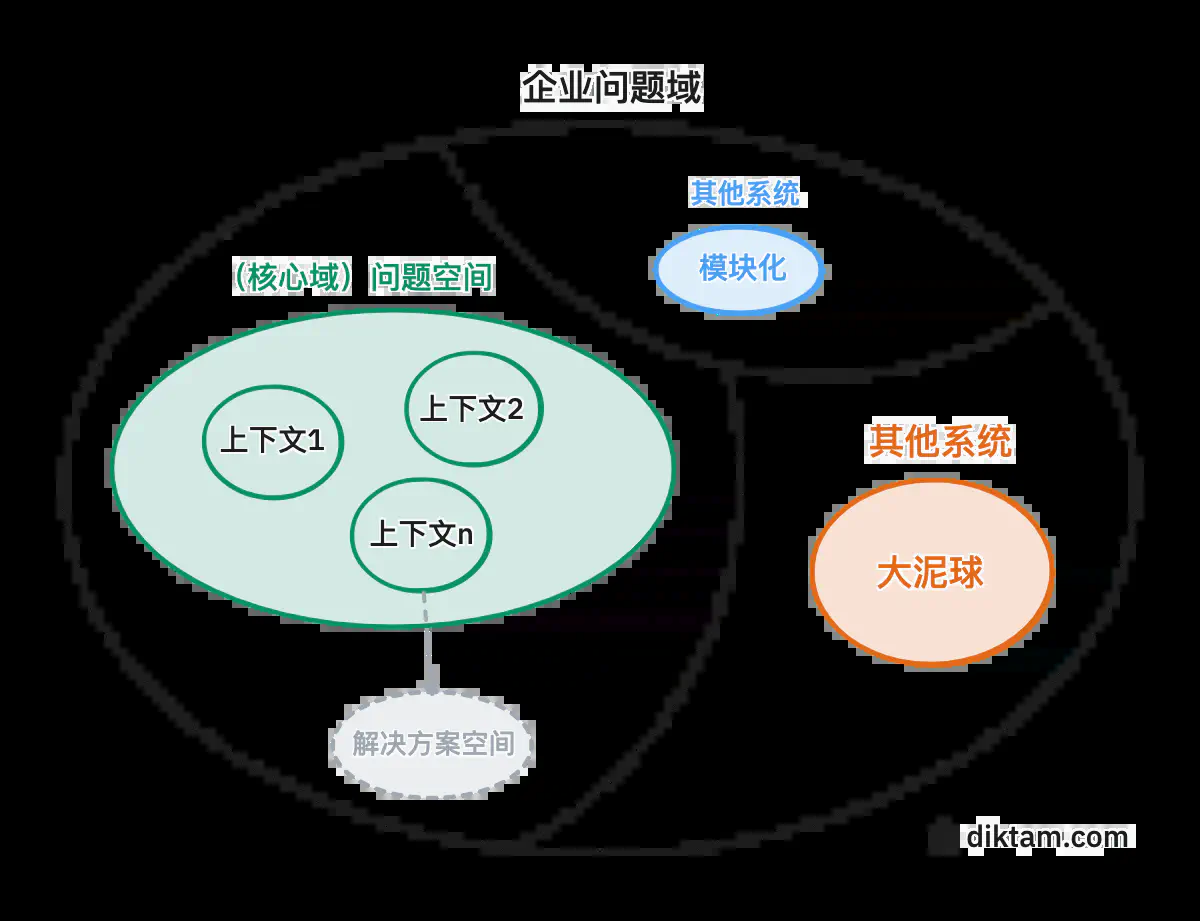 企业问题域
其他系统
模块化
（核心域）问题空间
上下文1
上下文2
上下文n
其他系统
大泥球
解决方案空间
diktam.com